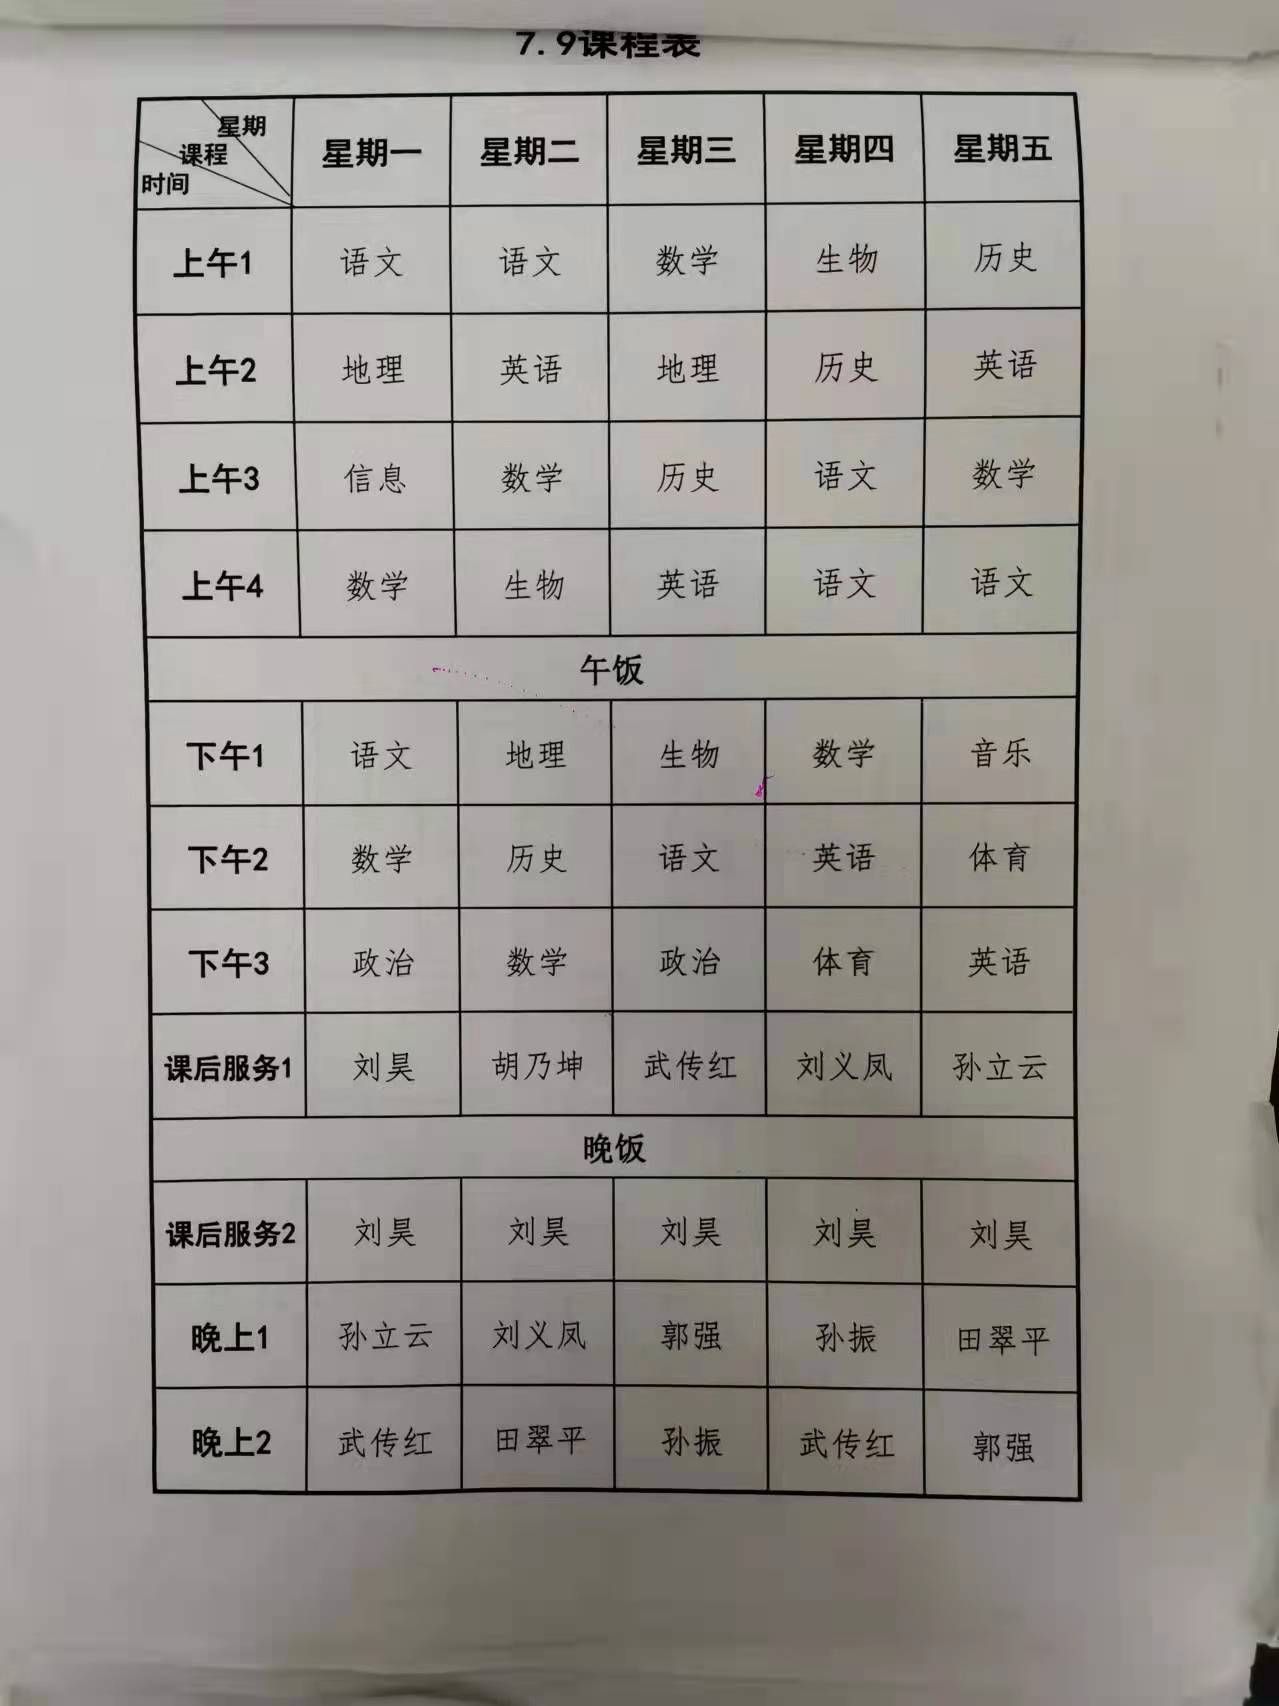 7.9课程表
星期
课程
时间
星期一 星期二 星期三 星期四 星期五
上午1 语文 语文 数学 生物 历史
上午2 地理 英语 地理 历史 英语
上午3 信息 数学 历史 语文 数学
上午4 数学 生物 英语 语文 语文
午饭
下午1 语文 地理 生物 数学 音乐
下午2 数学 历史 语文 英语 体育
下午3 政治 数学 政治 体育 英语
课后服务1 刘昊 胡乃坤 武传红 刘义凤 孙立云
晚饭
课后服务2 刘昊 刘昊 刘昊 刘昊 刘昊
晚上1 孙立云 刘义凤 郭强 孙振 田翠平
晚上2 武传红 田翠平 孙振 武传红 郭强